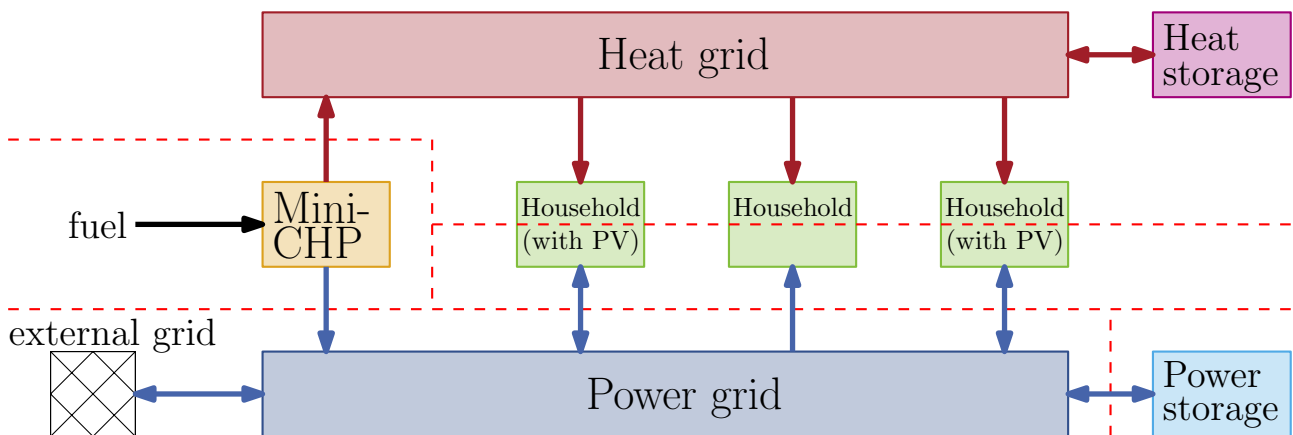 Heat grid
Heat
storage
fuel
Mini-
CHP
Household
(with PV)
Household
Household
(with PV)
external grid
Power grid
Power
storage